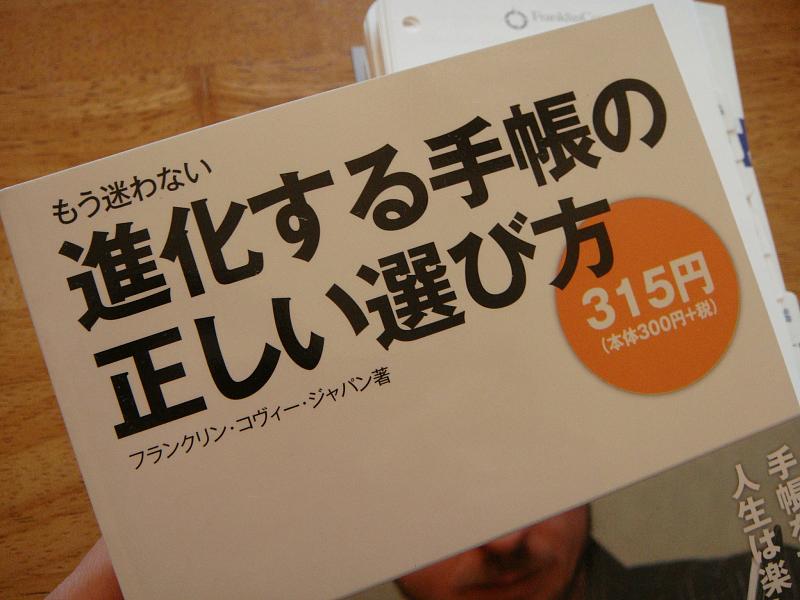 もう迷わない
進化する手帳の
正しい選び方
315円
(本体300円+税)
フランクリン・コヴィー・ジャパン著
手帳
人生は楽